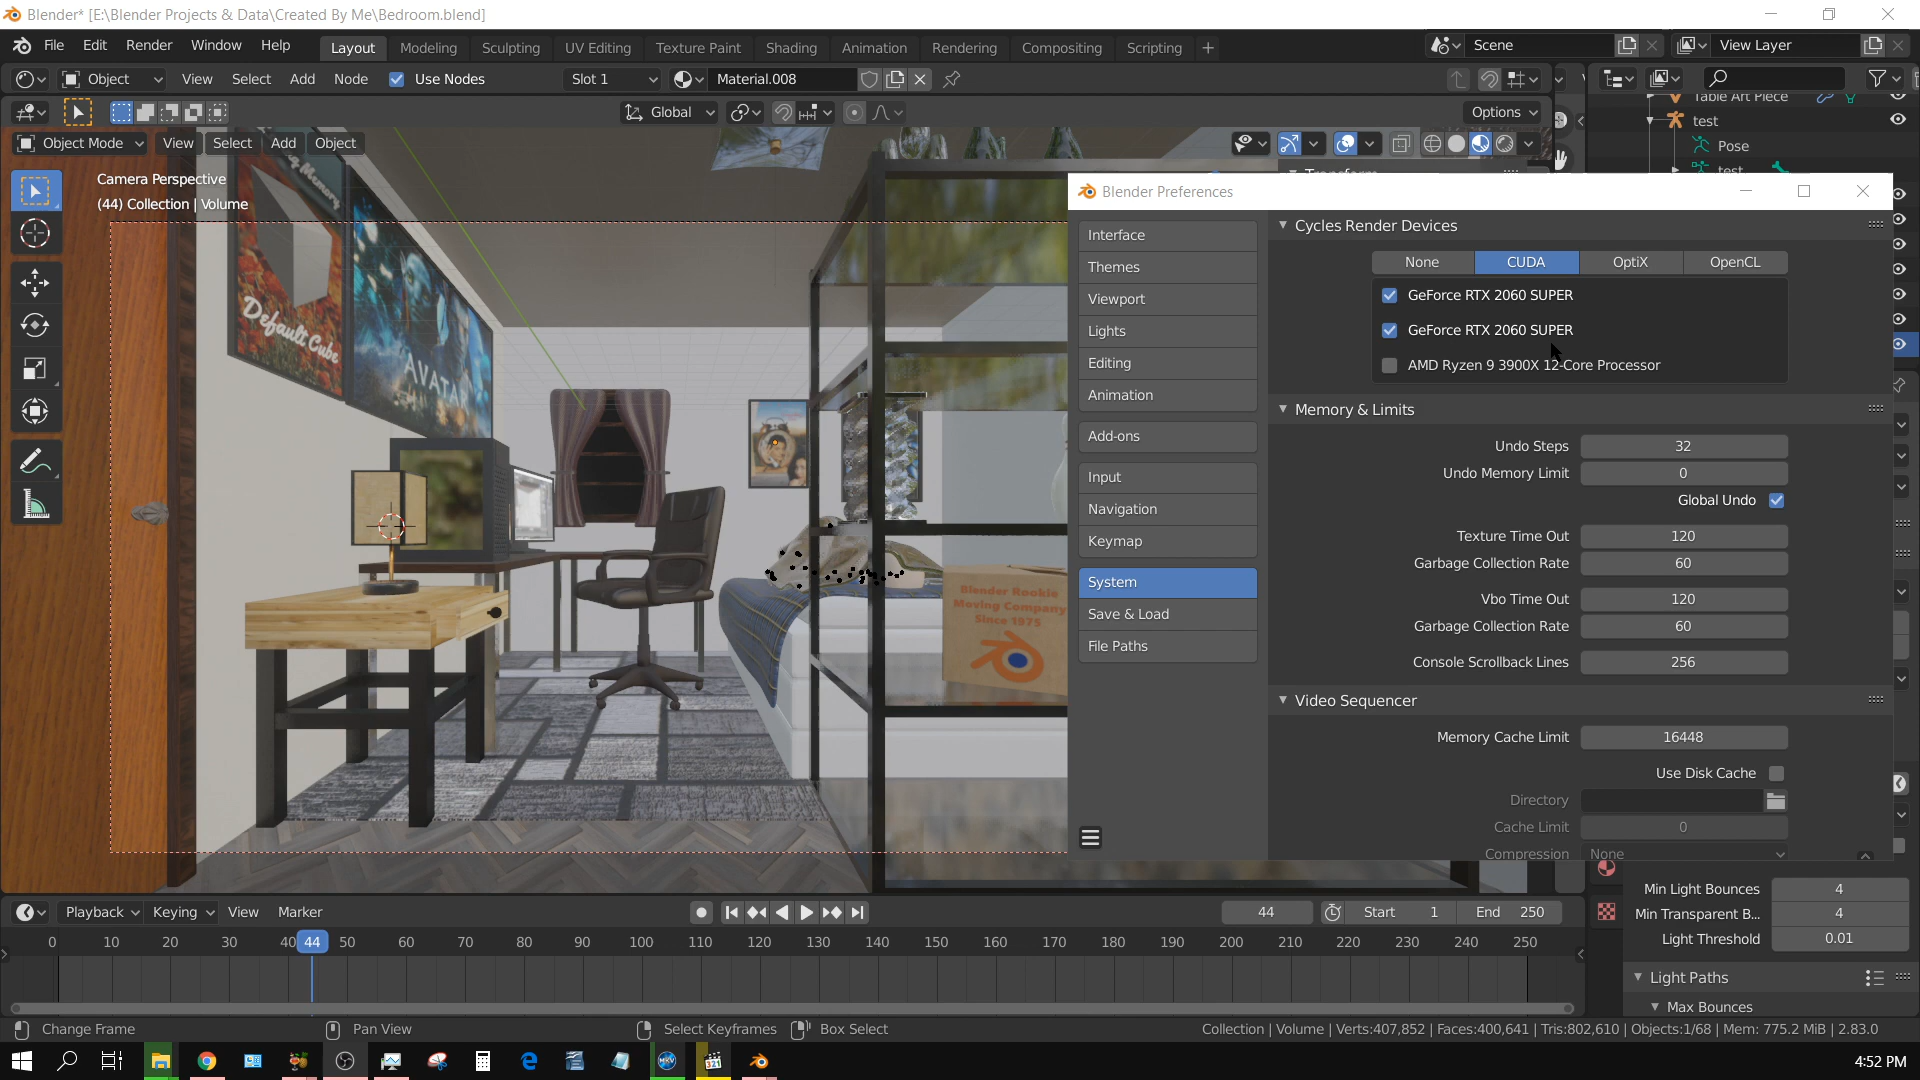 Blender* [E:\Blender Projects & Data\Created By Me\Bedroom.blend]
File Edit Render Window Help Layout Modeling Sculpting UV Editing Texture Paint Shading Animation Rendering Compositing Scripting + Scene View Layer
Object View Select Add Node Use Nodes Slot 1 Material.008
Global Options
Table Art Piece
test
Pose
test
Object Mode View Select Add Object
Camera Perspective
(44) Collection | Volume
Transform
Blender Preferences
Interface
Themes
Viewport
Lights
Editing
Animation
Add-ons
Input
Navigation
Keymap
System
Save & Load
File Paths
Cycles Render Devices
None CUDA OptiX OpenCL
GeForce RTX 2060 SUPER
GeForce RTX 2060 SUPER
AMD Ryzen 9 3900X 12-Core Processor
Memory & Limits
Undo Steps 32
Undo Memory Limit 0
Global Undo
Texture Time Out 120
Garbage Collection Rate 60
Vbo Time Out 120
Garbage Collection Rate 60
Console Scrollback Lines 256
Video Sequencer
Memory Cache Limit 16448
Use Disk Cache
Directory
Cache Limit 0
Compression None
Memory
Default Cube
AVATAR
Blender Rookie
Moving Company
Since 1975
Min Light Bounces 4
Min Transparent B... 4
Light Threshold 0.01
Light Paths
Max Bounces
Playback Keying View Marker 44 Start 1 End 250
0 10 20 30 40 44 50 60 70 80 90 100 110 120 130 140 150 160 170 180 190 200 210 220 230 240 250
Change Frame Pan View Select Keyframes Box Select Collection | Volume | Verts:407,852 | Faces:400,641 | Tris:802,610 | Objects:1/68 | Mem: 775.2 MiB | 2.83.0
MKV
321
4:52 PM